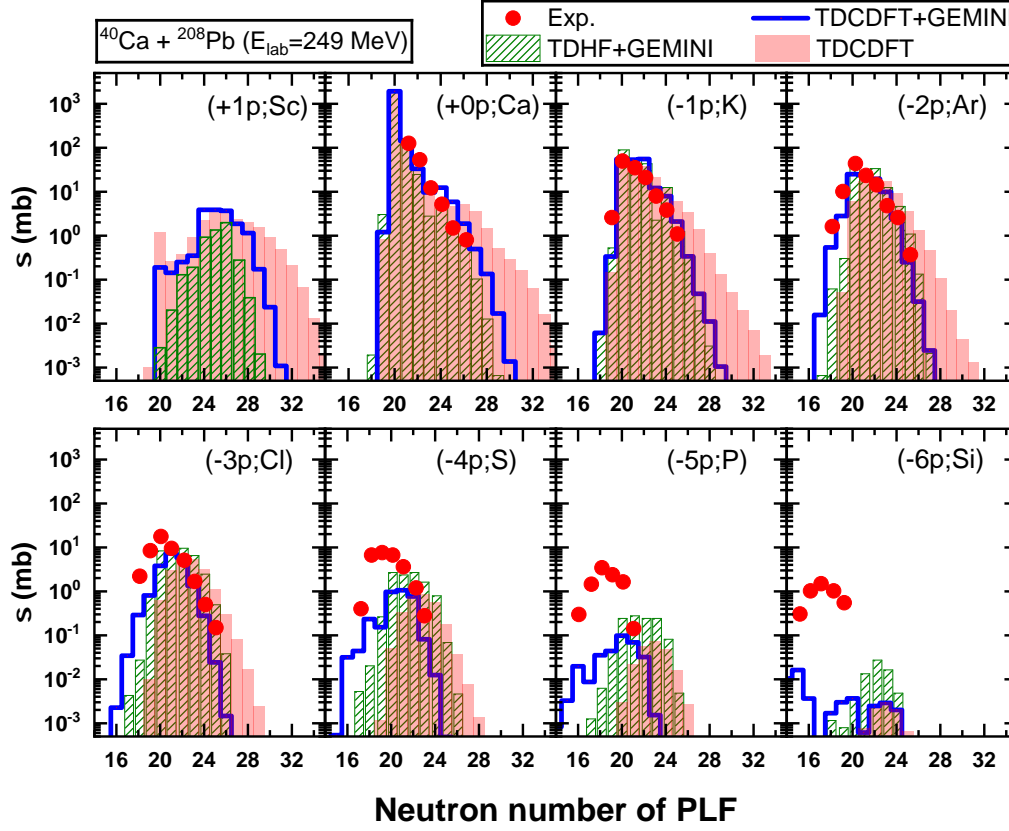 ⁴⁰Ca + ²⁰⁸Pb (E_lab=249 MeV)
Exp. TDCDFT+GEMINI
TDHF+GEMINI TDCDFT
(+1p;Sc) (+0p;Ca) (-1p;K) (-2p;Ar)
10³
10²
10¹
10⁰
10⁻¹
10⁻²
10⁻³
s (mb)
16 20 24 28 32 16 20 24 28 32 16 20 24 28 32 16 20 24 28 32
(-3p;Cl) (-4p;S) (-5p;P) (-6p;Si)
10³
10²
10¹
10⁰
10⁻¹
10⁻²
10⁻³
s (mb)
16 20 24 28 32 16 20 24 28 32 16 20 24 28 32 16 20 24 28 32
Neutron number of PLF